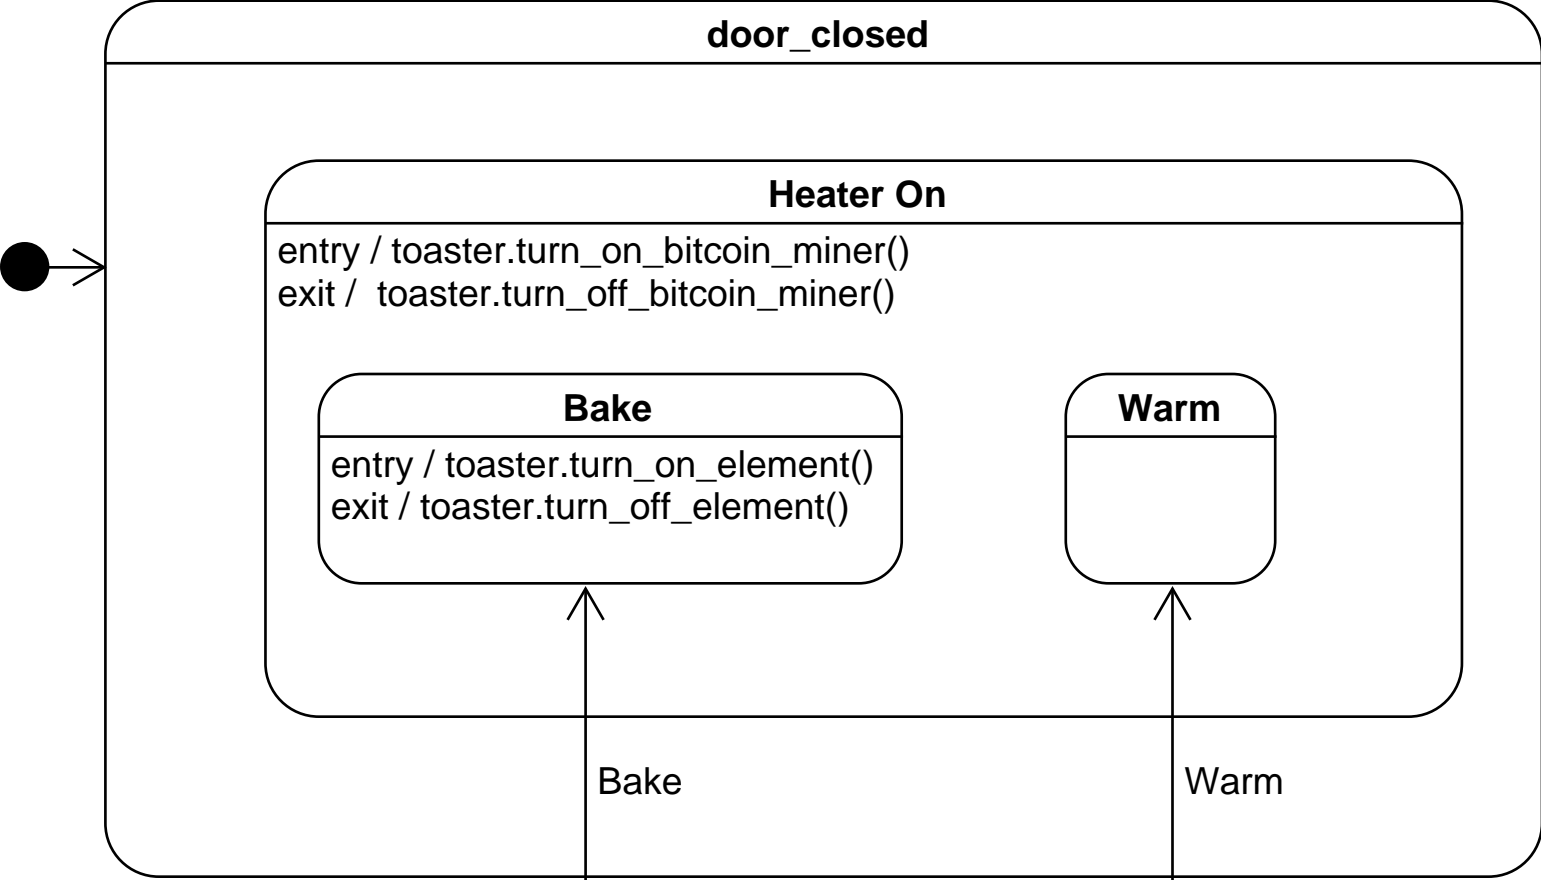 door_closed
Heater On
entry / toaster.turn_on_bitcoin_miner()
exit /  toaster.turn_off_bitcoin_miner()
Bake
entry / toaster.turn_on_element()
exit / toaster.turn_off_element()
Warm
Bake
Warm